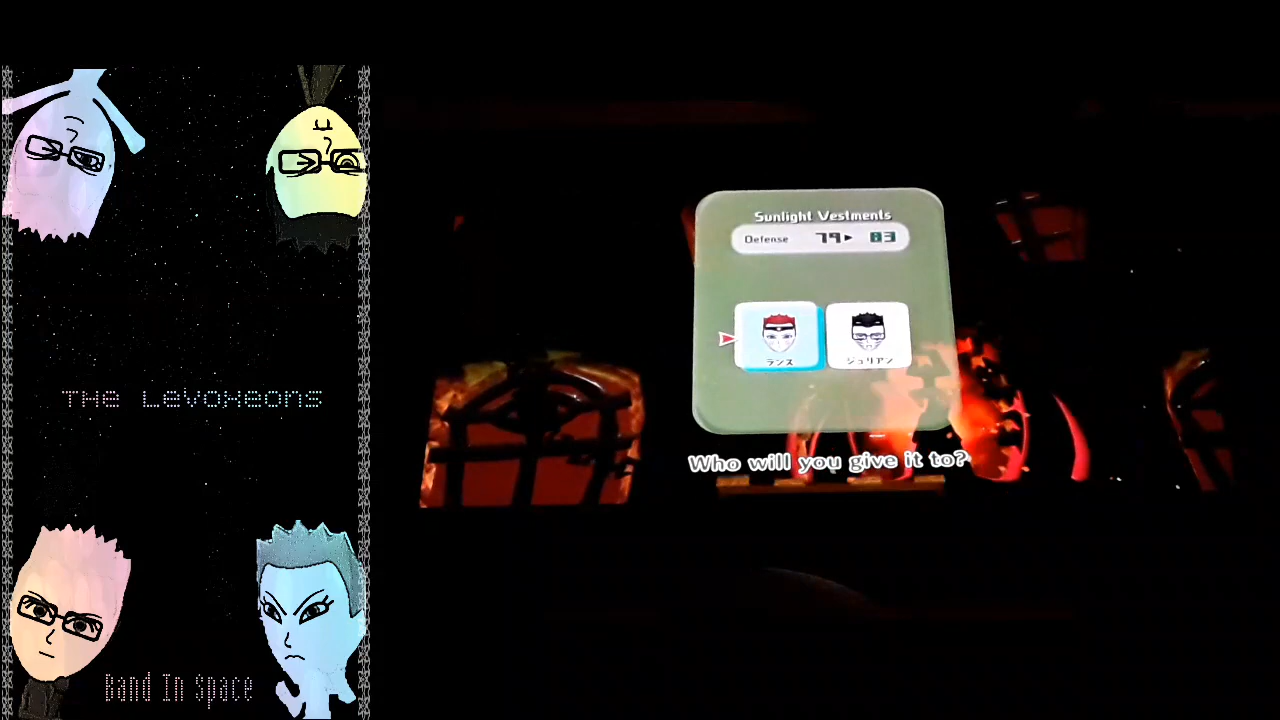 THE LeVoxeons
Band In Space
Sunlight Vestments
Defense 79 ▸ 83
ランス
ジュリアン
Who will you give it to?